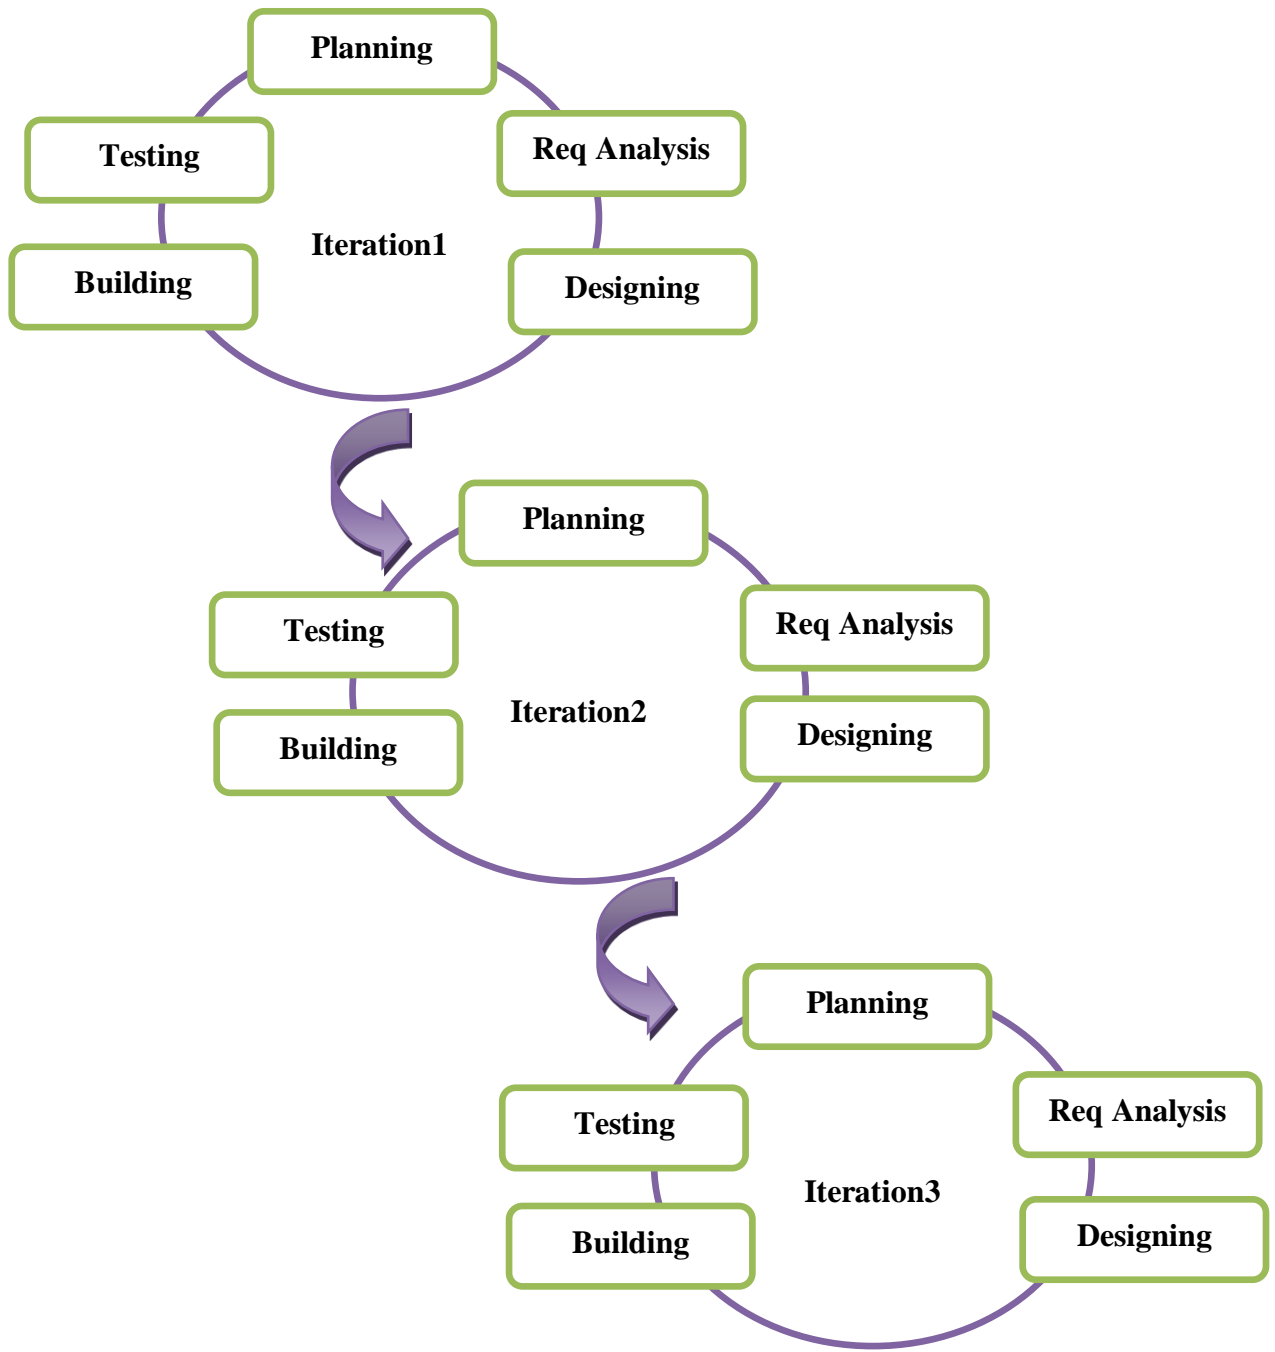 Planning
Req Analysis
Testing
Iteration1
Building
Designing
Planning
Req Analysis
Testing
Iteration2
Designing
Building
Planning
Req Analysis
Testing
Iteration3
Designing
Building